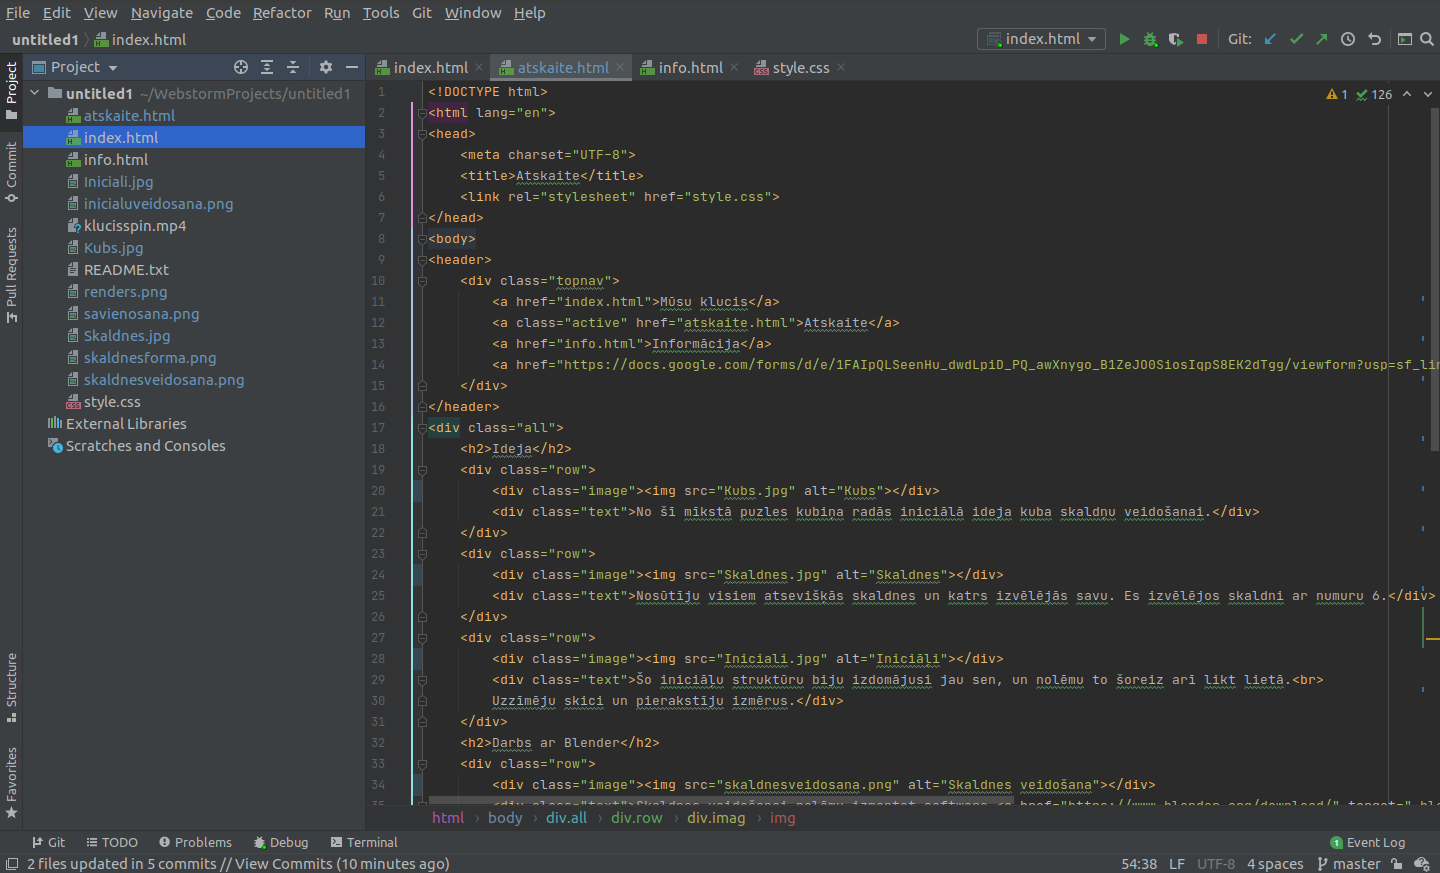 File Edit View Navigate Code Refactor Run Tools Git Window Help
untitled1 index.html
index.html Git:
Project
index.html atskaite.html info.html style.css
Project
Commit
Pull Requests
Structure
Favorites
untitled1 ~/WebstormProjects/untitled1
atskaite.html
index.html
info.html
Iniciali.jpg
inicialuveidosana.png
klucisspin.mp4
Kubs.jpg
README.txt
renders.png
savienosana.png
Skaldnes.jpg
skaldnesforma.png
skaldnesveidosana.png
style.css
External Libraries
Scratches and Consoles
1 126
1 <!DOCTYPE html>
2 <html lang="en">
3 <head>
4 <meta charset="UTF-8">
5 <title>Atskaite</title>
6 <link rel="stylesheet" href="style.css">
7 </head>
8 <body>
9 <header>
10 <div class="topnav">
11 <a href="index.html">Mūsu klucis</a>
12 <a class="active" href="atskaite.html">Atskaite</a>
13 <a href="info.html">Informācija</a>
14 <a href="https://docs.google.com/forms/d/e/1FAIpQLSeenHu_dwdLpiD_PQ_awXnygo_B1ZeJO0SiosIqpS8EK2dTgg/viewform?usp=sf_lin
15 </div>
16 </header>
17 <div class="all">
18 <h2>Ideja</h2>
19 <div class="row">
20 <div class="image"><img src="Kubs.jpg" alt="Kubs"></div>
21 <div class="text">No šī mīkstā puzles kubiņa radās iniciālā ideja kuba skaldņu veidošanai.</div>
22 </div>
23 <div class="row">
24 <div class="image"><img src="Skaldnes.jpg" alt="Skaldnes"></div>
25 <div class="text">Nosūtīju visiem atsevišķās skaldnes un katrs izvēlējās savu. Es izvēlējos skaldni ar numuru 6.</div>
26 </div>
27 <div class="row">
28 <div class="image"><img src="Iniciali.jpg" alt="Iniciāļi"></div>
29 <div class="text">Šo iniciāļu struktūru biju izdomājusi jau sen, un nolēmu to šoreiz arī likt lietā.<br>
30 Uzzīmēju skici un pierakstīju izmērus.</div>
31 </div>
32 <h2>Darbs ar Blender</h2>
33 <div class="row">
34 <div class="image"><img src="skaldnesveidosana.png" alt="Skaldnes veidošana"></div>
html body div.all div.row div.imag img
Git TODO Problems Debug Terminal 1 Event Log
2 files updated in 5 commits // View Commits (10 minutes ago) 54:38 LF UTF-8 4 spaces master